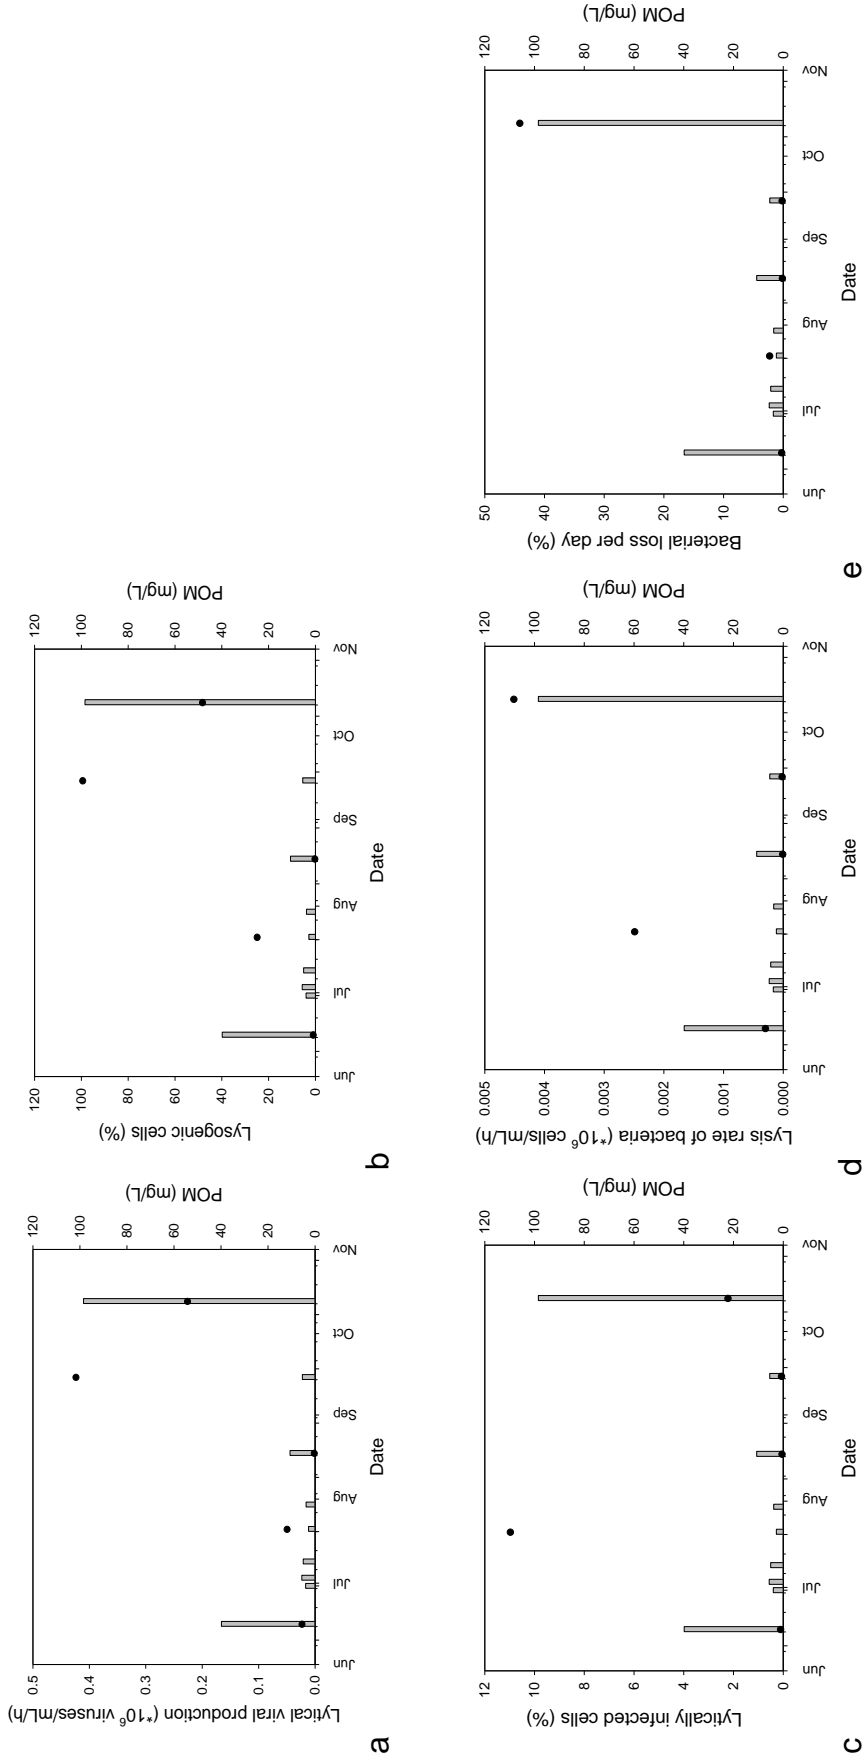 a
Lytical viral production (*10⁶ viruses/mL/h)
0.5
0.4
0.3
0.2
0.1
0.0
POM (mg/L)
120
100
80
60
40
20
0
Jun
Jul
Aug
Sep
Oct
Nov
Date
b
Lysogenic cells (%)
120
100
80
60
40
20
0
POM (mg/L)
120
100
80
60
40
20
0
Jun
Jul
Aug
Sep
Oct
Nov
Date
c
Lytically infected cells (%)
12
10
8
6
4
2
0
POM (mg/L)
120
100
80
60
40
20
0
Jun
Jul
Aug
Sep
Oct
Nov
Date
d
Lysis rate of bacteria (*10⁶ cells/mL/h)
0.005
0.004
0.003
0.002
0.001
0.000
POM (mg/L)
120
100
80
60
40
20
0
Jun
Jul
Aug
Sep
Oct
Nov
Date
e
Bacterial loss per day (%)
50
40
30
20
10
0
POM (mg/L)
120
100
80
60
40
20
0
Jun
Jul
Aug
Sep
Oct
Nov
Date